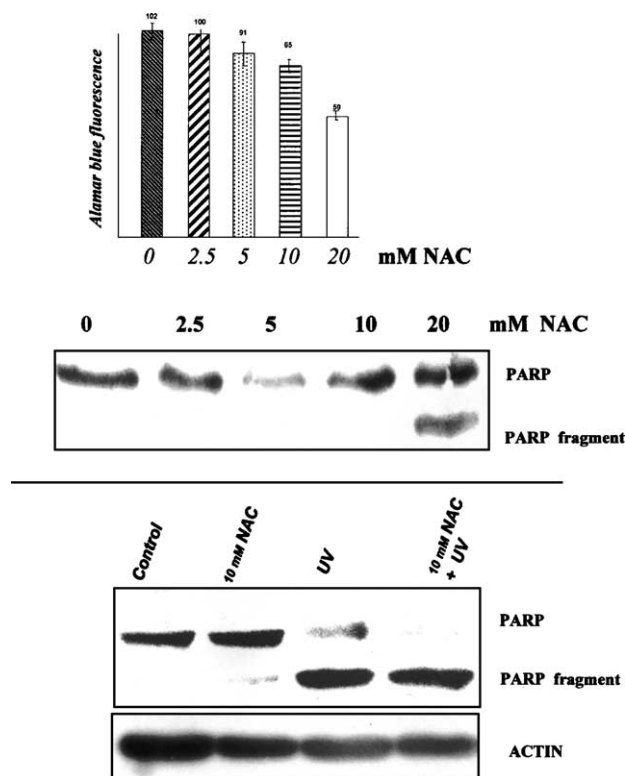 102
100
91
85
59
Alamar blue fluorescence
0 2.5 5 10 20 mM NAC
0 2.5 5 10 20 mM NAC
PARP
PARP fragment
Control
10 mM NAC
UV
10 mM NAC
+ UV
PARP
PARP fragment
ACTIN